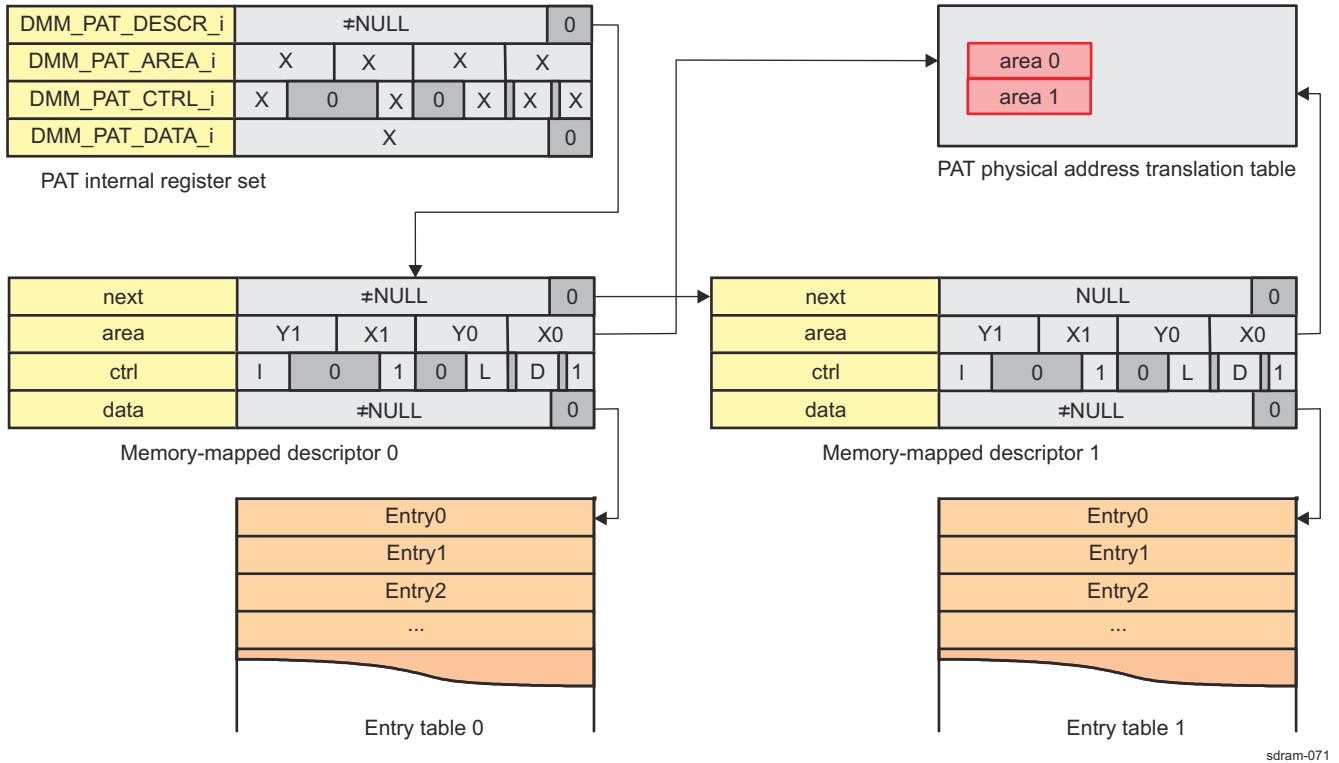 DMM_PAT_DESCR_i ≠NULL 0
DMM_PAT_AREA_i X X X X
DMM_PAT_CTRL_i X 0 X 0 X X X
DMM_PAT_DATA_i X 0
PAT internal register set
area 0
area 1
PAT physical address translation table
next ≠NULL 0
area Y1 X1 Y0 X0
ctrl I 0 1 0 L D 1
data ≠NULL 0
Memory-mapped descriptor 0
next NULL 0
area Y1 X1 Y0 X0
ctrl I 0 1 0 L D 1
data ≠NULL 0
Memory-mapped descriptor 1
Entry0
Entry1
Entry2
...
Entry table 0
Entry0
Entry1
Entry2
...
Entry table 1
sdram-071